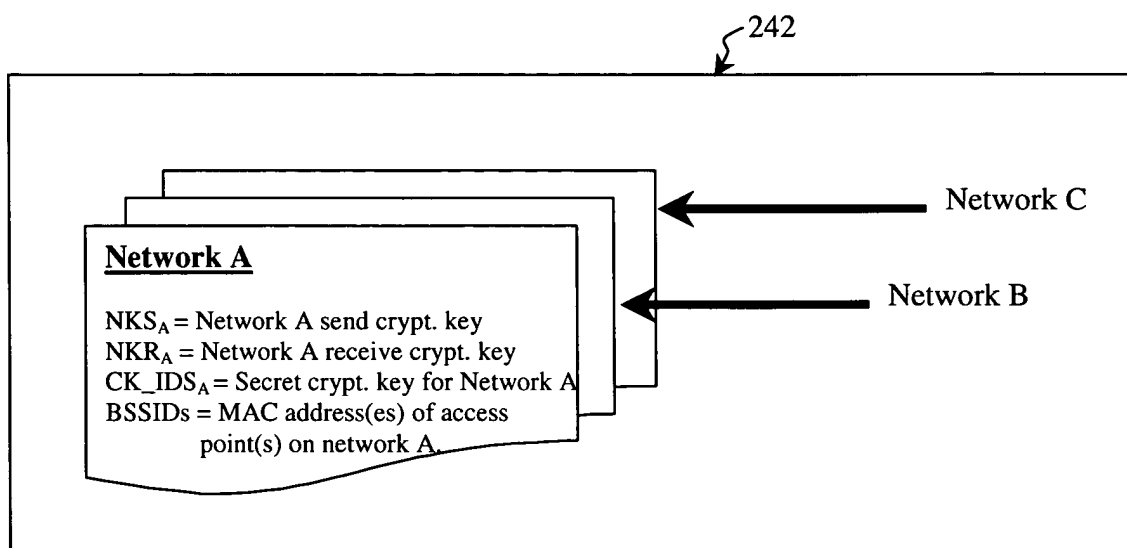 242
Network C
Network B
Network A
NKSA = Network A send crypt. key
NKRA = Network A receive crypt. key
CK_IDSA = Secret crypt. key for Network A
BSSIDs = MAC address(es) of access
point(s) on network A.